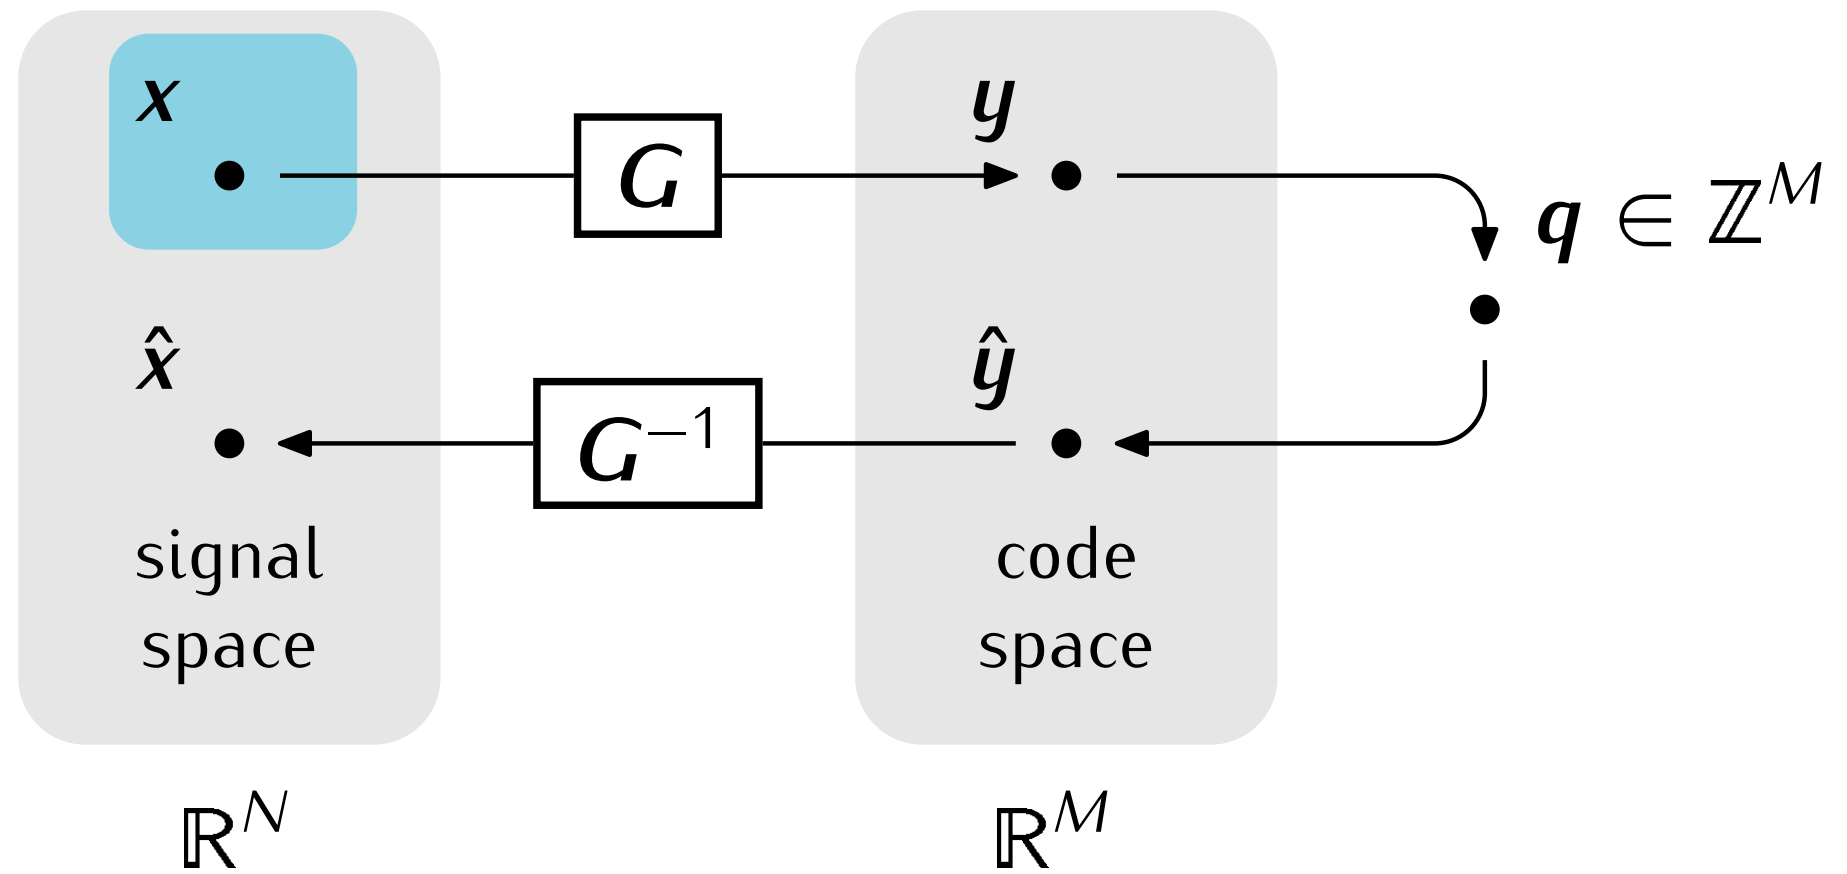 x
G
y
q ∈ ℤ^M
x̂
G^−1
ŷ
signal
space
code
space
ℝ^N
ℝ^M